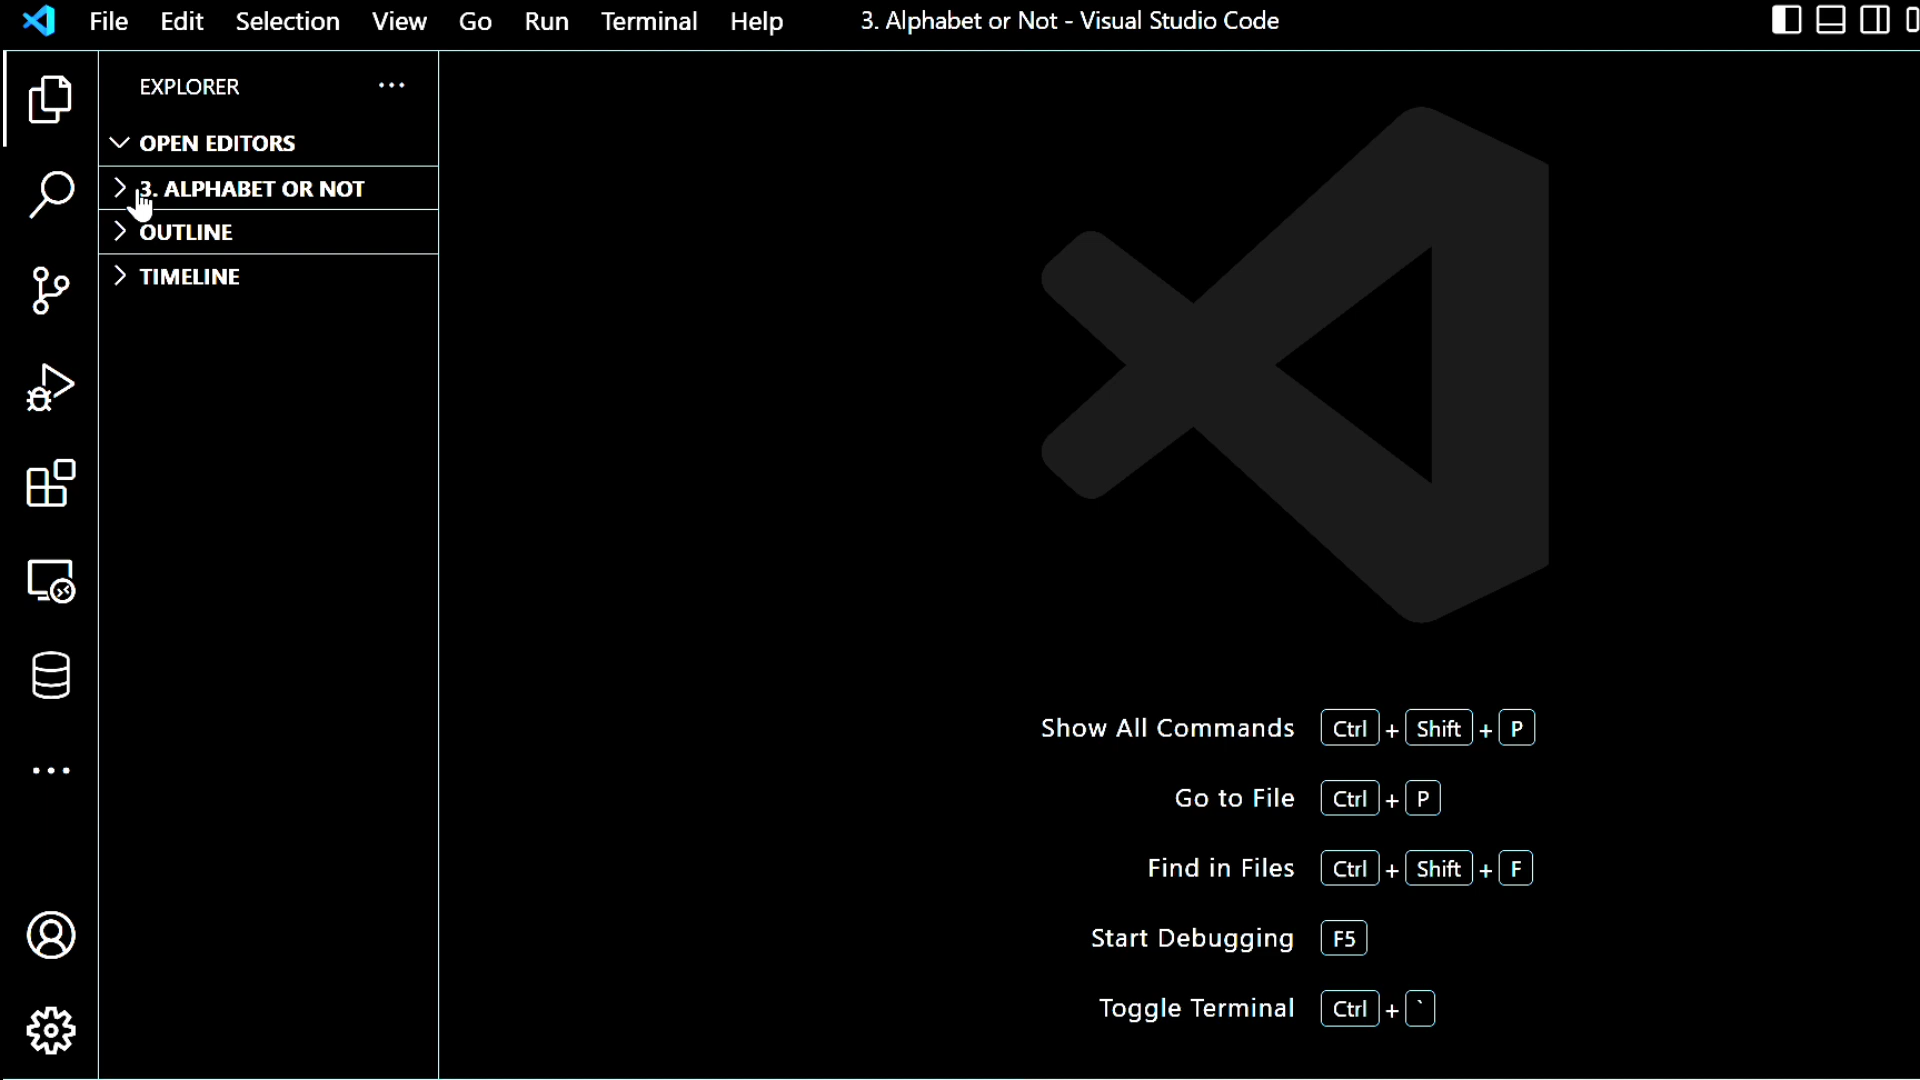 File Edit Selection View Go Run Terminal Help 3. Alphabet or Not - Visual Studio Code
EXPLORER ...
OPEN EDITORS
3. ALPHABET OR NOT
OUTLINE
TIMELINE
Show All Commands Ctrl + Shift + P
Go to File Ctrl + P
Find in Files Ctrl + Shift + F
Start Debugging F5
Toggle Terminal Ctrl + `